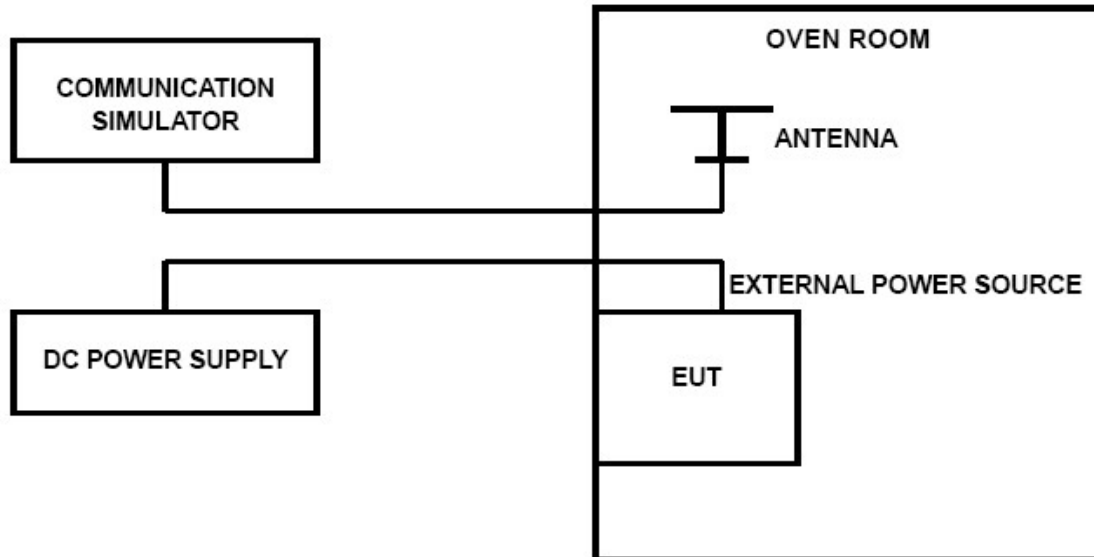 OVEN ROOM
COMMUNICATION
SIMULATOR
ANTENNA
EXTERNAL POWER SOURCE
DC POWER SUPPLY
EUT